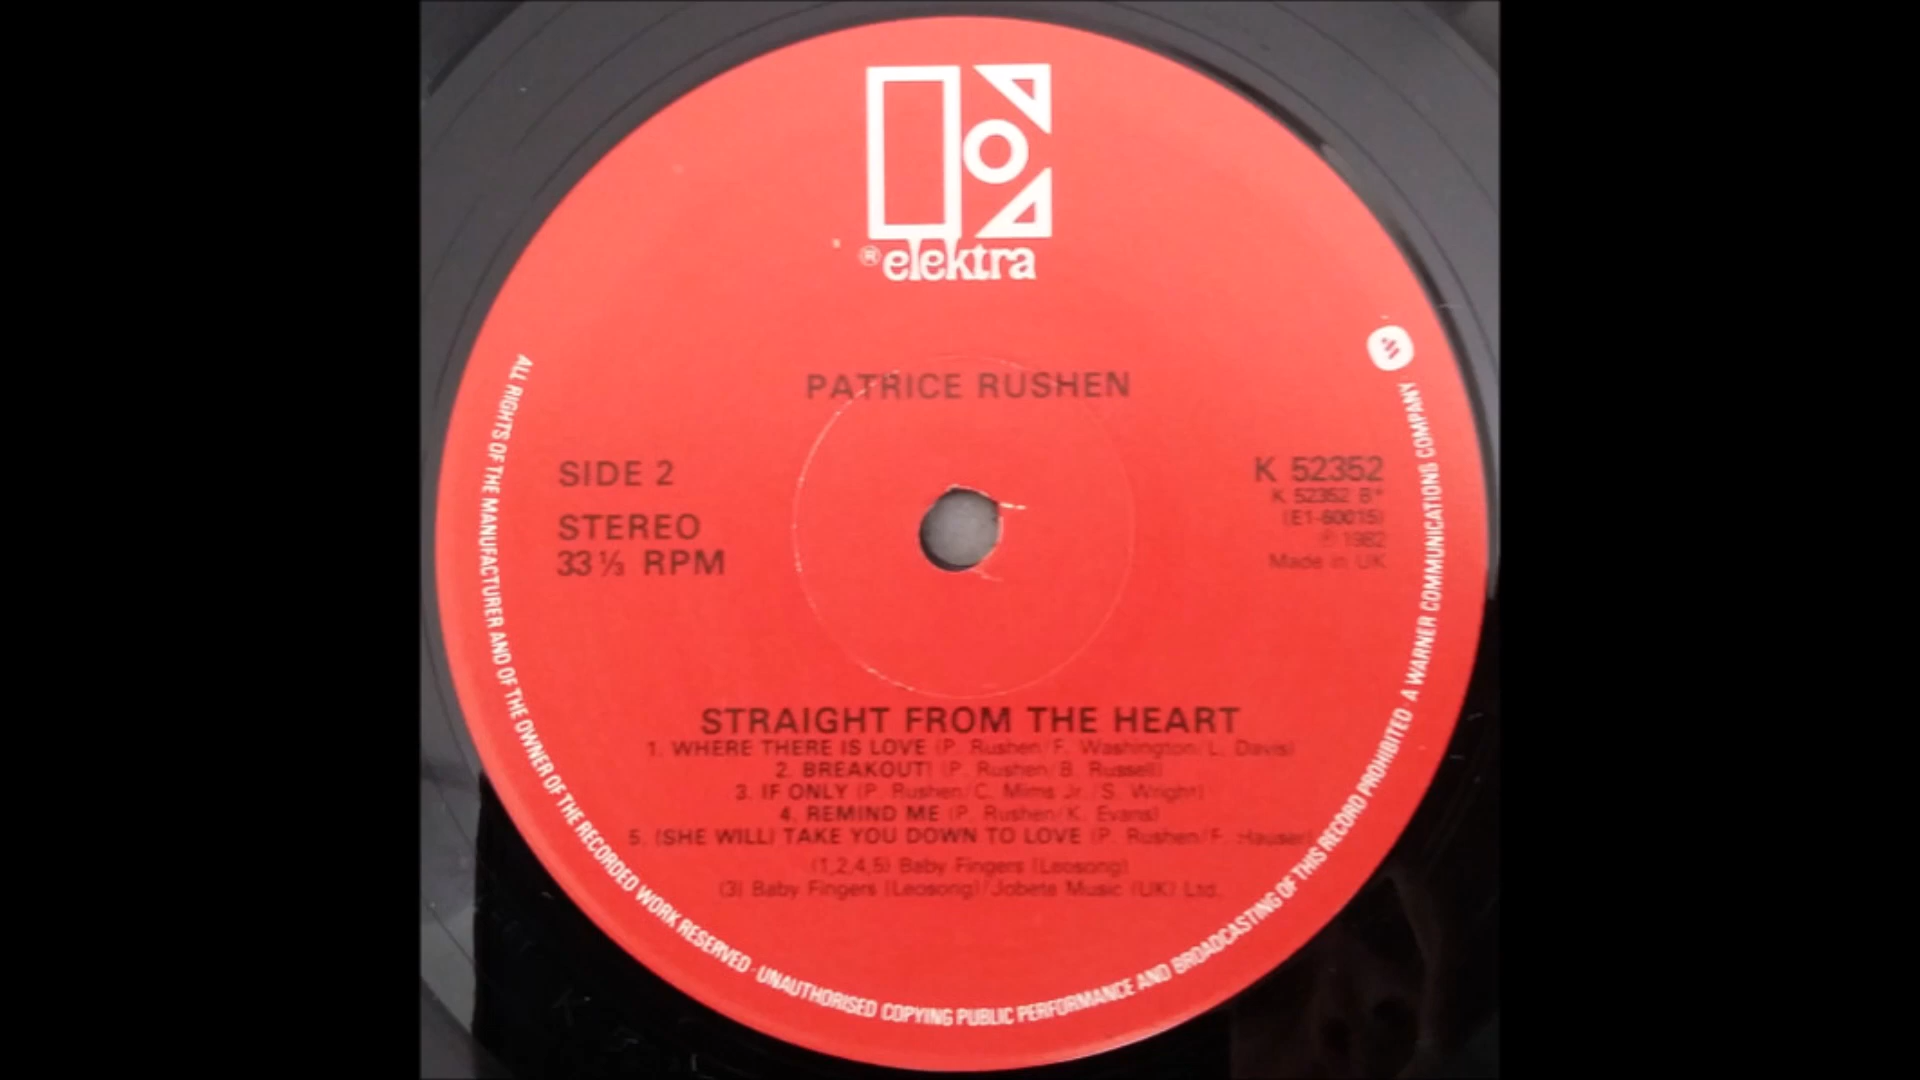 ® elektra
PATRICE RUSHEN
SIDE 2
STEREO
33⅓ RPM
K 52352
K 52352 B*
(E1-60015)
℗ 1982
Made in UK
STRAIGHT FROM THE HEART
1. WHERE THERE IS LOVE (P. Rushen/F. Washington/L. Davis)
2. BREAKOUT! (P. Rushen/B. Russell)
3. IF ONLY (P. Rushen/C. Mims Jr./S. Wright)
4. REMIND ME (P. Rushen/K. Evans)
5. (SHE WILL) TAKE YOU DOWN TO LOVE (P. Rushen/F. Hauser)
(1,2,4,5) Baby Fingers (Leosong)
(3) Baby Fingers (Leosong)/Jobete Music (UK) Ltd.
ALL RIGHTS OF THE MANUFACTURER AND OF THE OWNER OF THE RECORDED WORK RESERVED · UNAUTHORISED COPYING PUBLIC PERFORMANCE AND BROADCASTING OF THIS RECORD PROHIBITED · A WARNER COMMUNICATIONS COMPANY ·